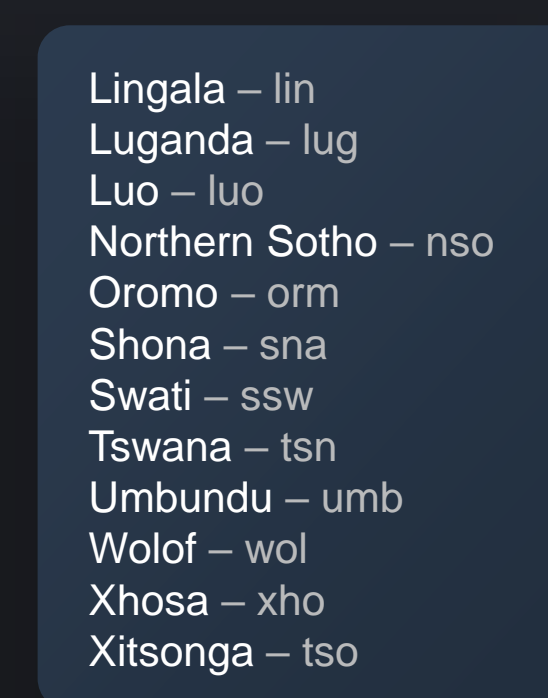 Lingala – lin
Luganda – lug
Luo – luo
Northern Sotho – nso
Oromo – orm
Shona – sna
Swati – ssw
Tswana – tsn
Umbundu – umb
Wolof – wol
Xhosa – xho
Xitsonga – tso